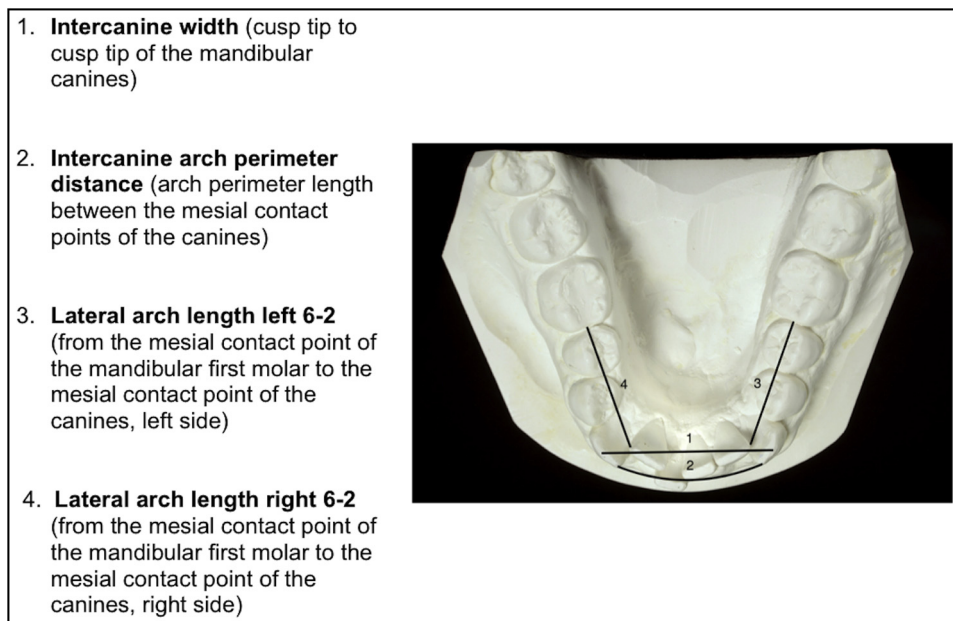 1. Intercanine width (cusp tip to
cusp tip of the mandibular
canines)
2. Intercanine arch perimeter
distance (arch perimeter length
between the mesial contact
points of the canines)
3. Lateral arch length left 6-2
(from the mesial contact point of
the mandibular first molar to the
mesial contact point of the
canines, left side)
4. Lateral arch length right 6-2
(from the mesial contact point of
the mandibular first molar to the
mesial contact point of the
canines, right side)
4
3
1
2